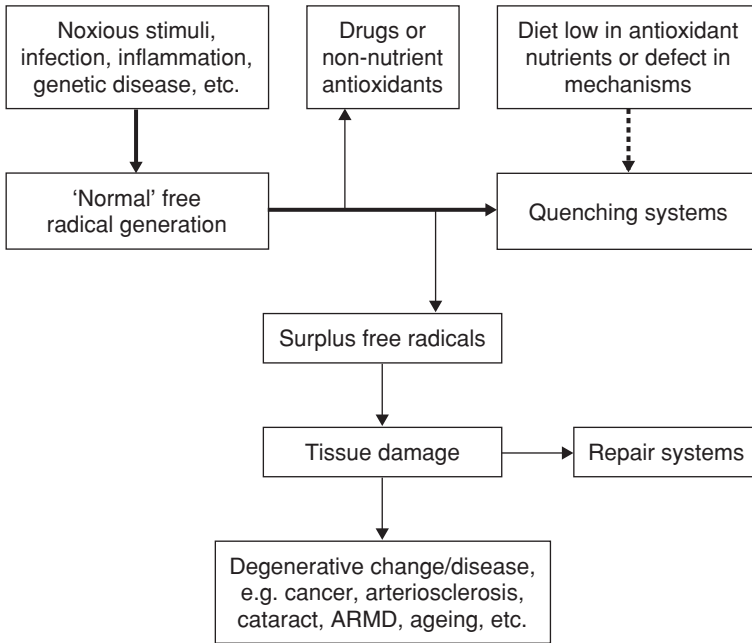 Noxious stimuli,
infection, inflammation,
genetic disease, etc.
Drugs or
non-nutrient
antioxidants
Diet low in antioxidant
nutrients or defect in
mechanisms
‘Normal’ free
radical generation
Quenching systems
Surplus free radicals
Tissue damage
Repair systems
Degenerative change/disease,
e.g. cancer, arteriosclerosis,
cataract, ARMD, ageing, etc.